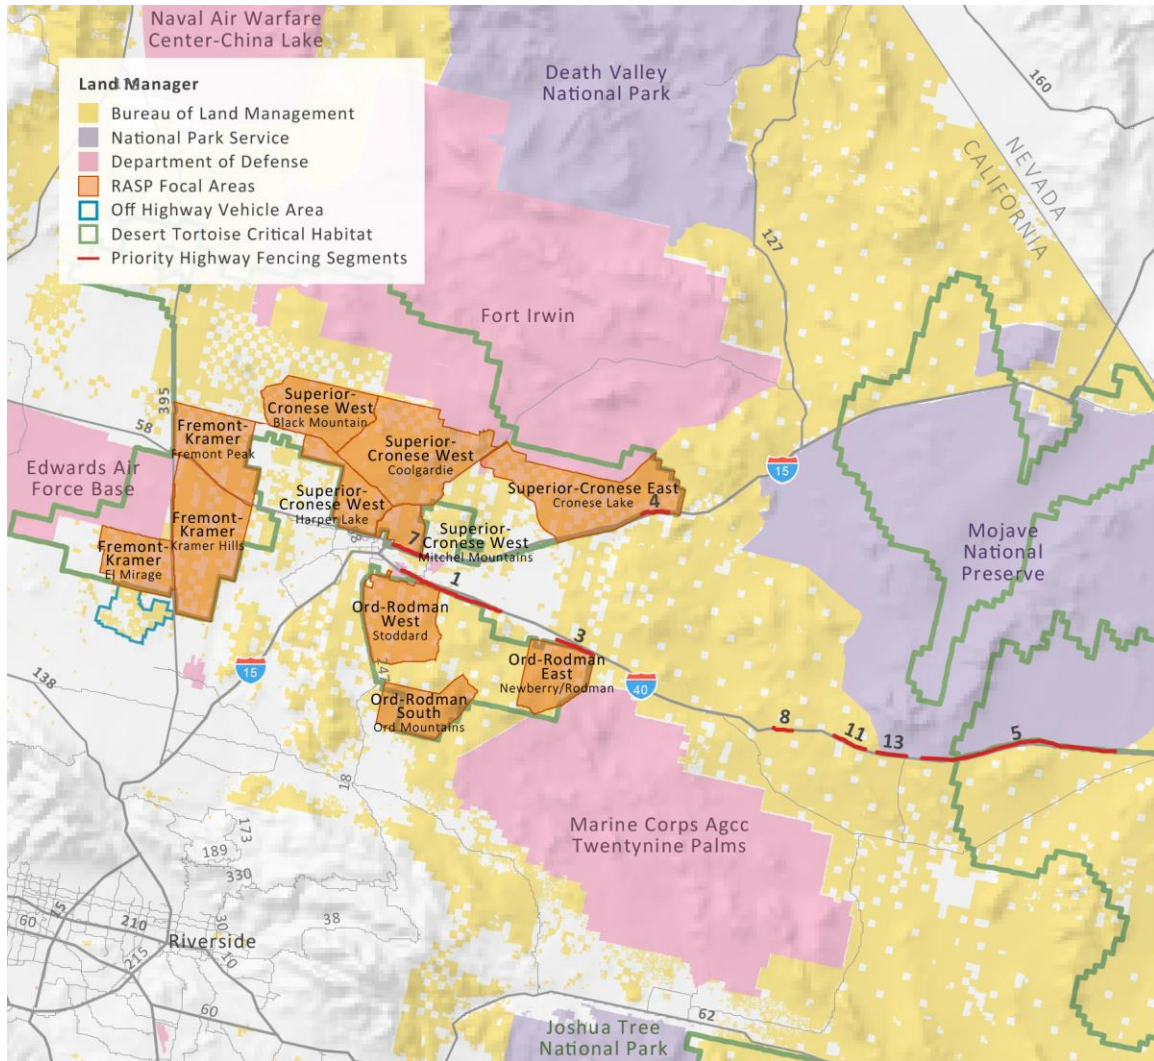 Naval Air Warfare
Center-China Lake
Death Valley
National Park
160
NEVADA
CALIFORNIA
Land Manager
Bureau of Land Management
National Park Service
Department of Defense
RASP Focal Areas
Off Highway Vehicle Area
Desert Tortoise Critical Habitat
Priority Highway Fencing Segments
127
Fort Irwin
395
58
Superior-
Cronese West
Black Mountain
Fremont-
Kramer
Fremont Peak
Superior-
Cronese West
Coolgardie
15
Edwards Air
Force Base
Superior-Cronese East
Cronese Lake
4
Superior-
Cronese West
Harper Lake
Fremont-
Kramer
Kramer Hills
7
Superior-
Cronese West
Mitchel Mountains
Mojave
National
Preserve
Fremont-
Kramer
El Mirage
1
Ord-Rodman
West
Stoddard
3
Ord-Rodman
East
Newberry/Rodman
15
247
40
138
Ord-Rodman
South
Ord Mountains
8
11
13
5
18
173
189
330
Marine Corps Agcc
Twentynine Palms
15
60
210
30
38
Riverside
215
10
60
62
Joshua Tree
National Park